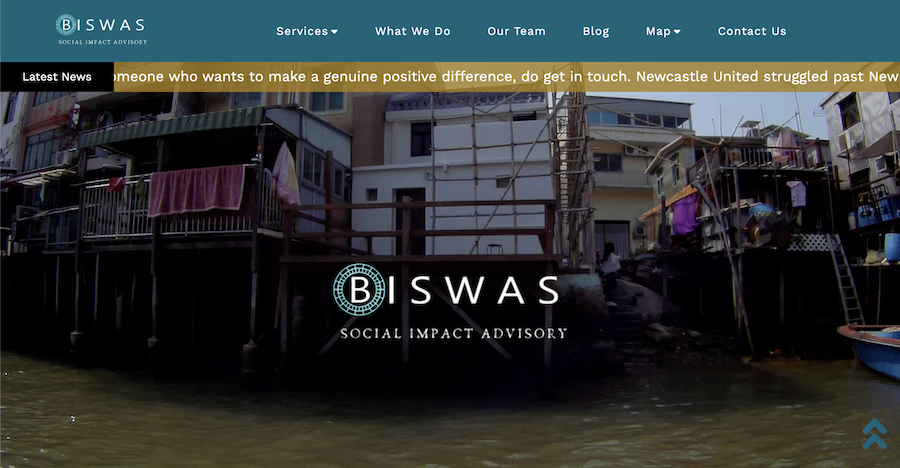 BISWAS
SOCIAL IMPACT ADVISORY
Services
What We Do
Our Team
Blog
Map
Contact Us
Latest News
omeone who wants to make a genuine positive difference, do get in touch. Newcastle United struggled past New
BISWAS
SOCIAL IMPACT ADVISORY